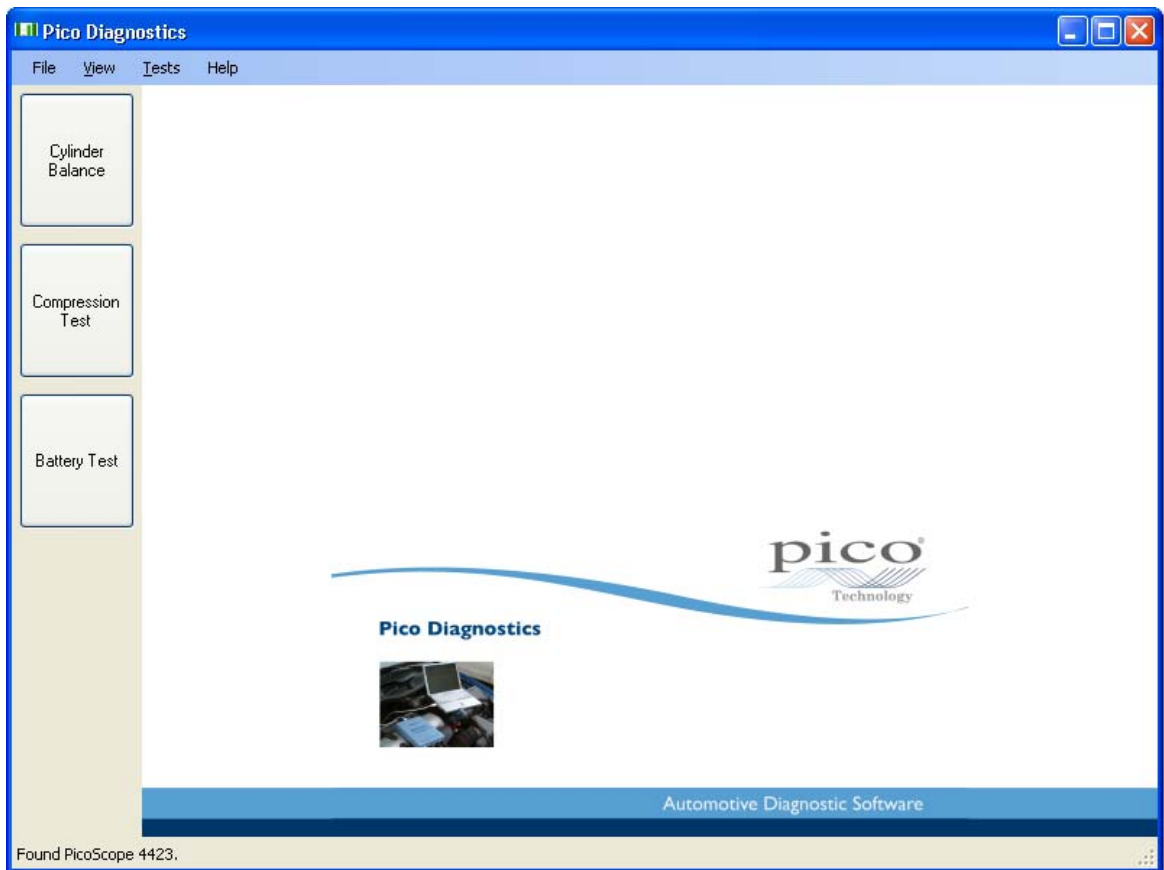 Pico Diagnostics
File View Tests Help
Cylinder
Balance
Compression
Test
Battery Test
pico
Technology
Pico Diagnostics
Automotive Diagnostic Software
Found PicoScope 4423.